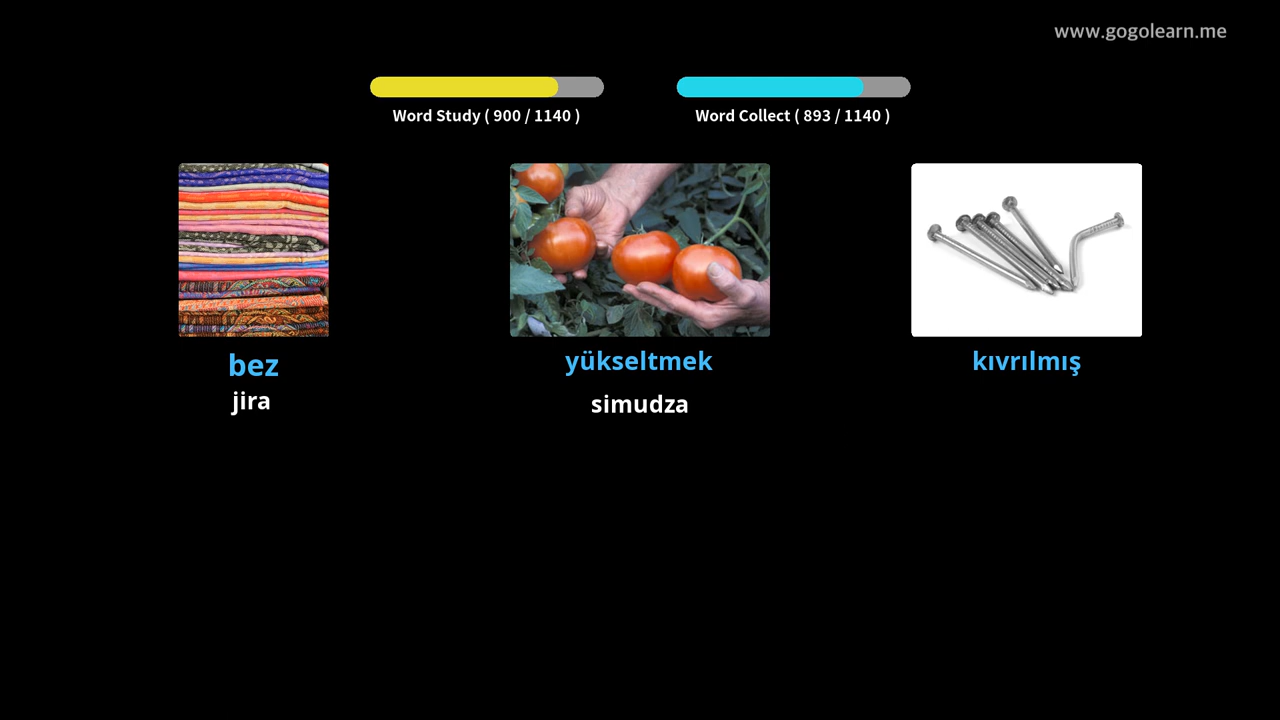 www.gogolearn.me
Word Study ( 900 / 1140 )
Word Collect ( 893 / 1140 )
bez
jira
yükseltmek
simudza
kıvrılmış